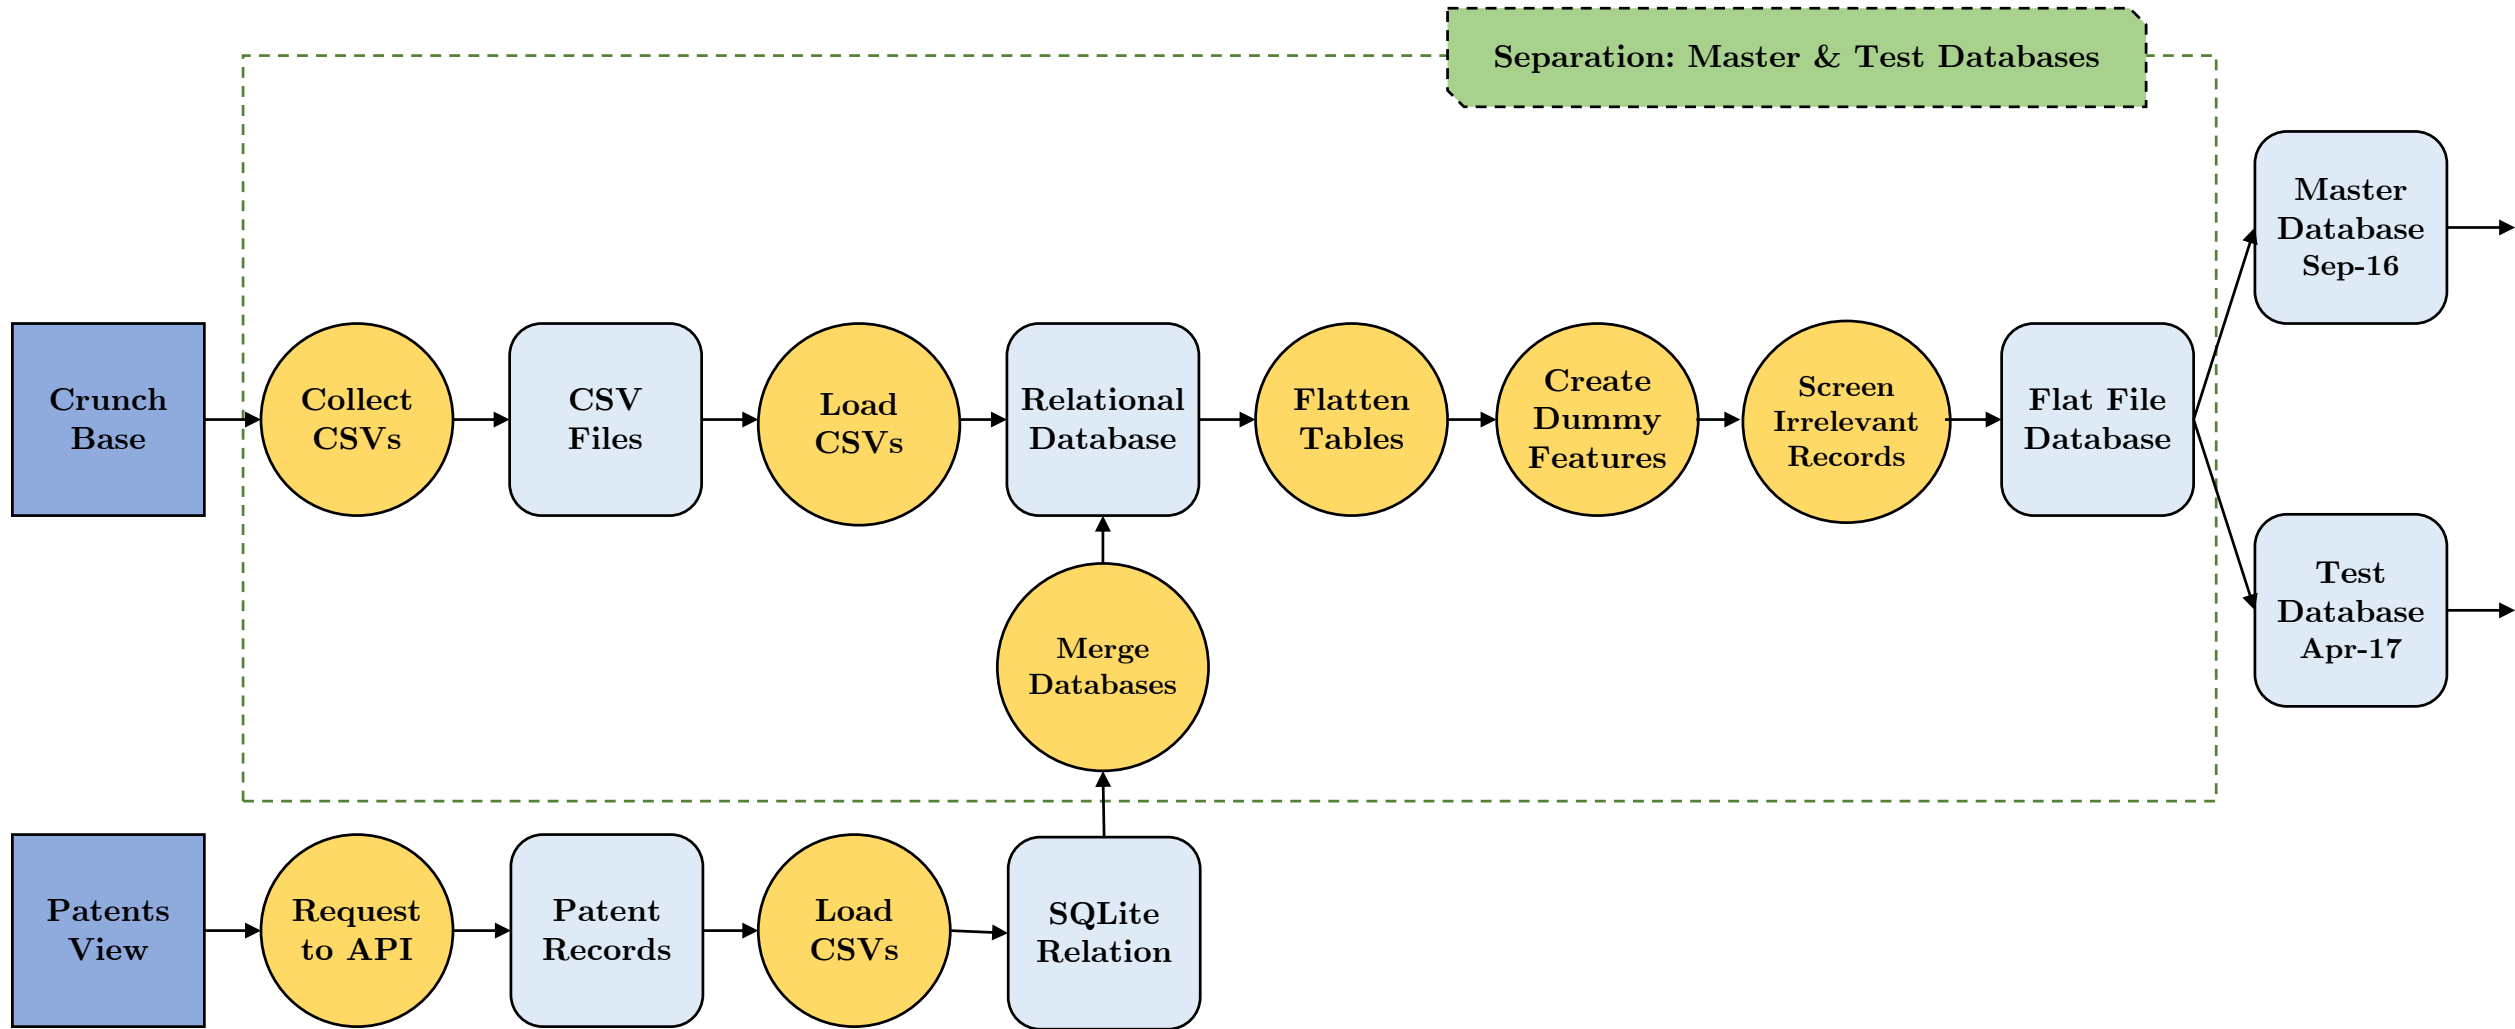 Separation: Master & Test Databases
Master
Database
Sep-16
Crunch
Base
Collect
CSVs
CSV
Files
Load
CSVs
Relational
Database
Flatten
Tables
Create
Dummy
Features
Screen
Irrelevant
Records
Flat File
Database
Test
Database
Apr-17
Merge
Databases
Patents
View
Request
to API
Patent
Records
Load
CSVs
SQLite
Relation